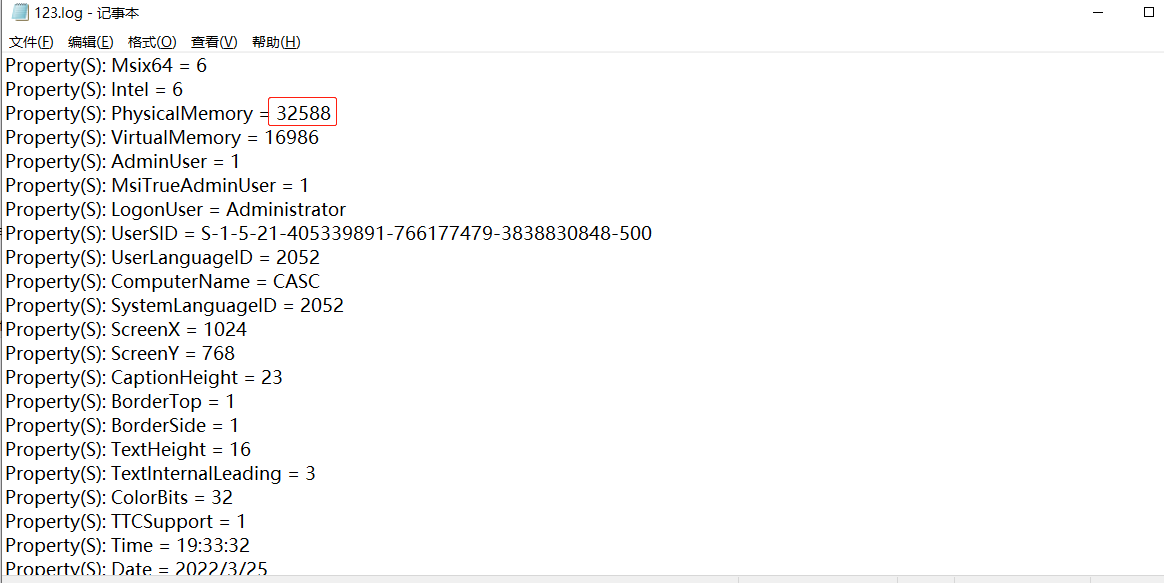 123.log - 记事本
文件(F) 编辑(E) 格式(O) 查看(V) 帮助(H)
Property(S): Msix64 = 6
Property(S): Intel = 6
Property(S): PhysicalMemory = 32588
Property(S): VirtualMemory = 16986
Property(S): AdminUser = 1
Property(S): MsiTrueAdminUser = 1
Property(S): LogonUser = Administrator
Property(S): UserSID = S-1-5-21-405339891-766177479-3838830848-500
Property(S): UserLanguageID = 2052
Property(S): ComputerName = CASC
Property(S): SystemLanguageID = 2052
Property(S): ScreenX = 1024
Property(S): ScreenY = 768
Property(S): CaptionHeight = 23
Property(S): BorderTop = 1
Property(S): BorderSide = 1
Property(S): TextHeight = 16
Property(S): TextInternalLeading = 3
Property(S): ColorBits = 32
Property(S): TTCSupport = 1
Property(S): Time = 19:33:32
Property(S): Date = 2022/3/25